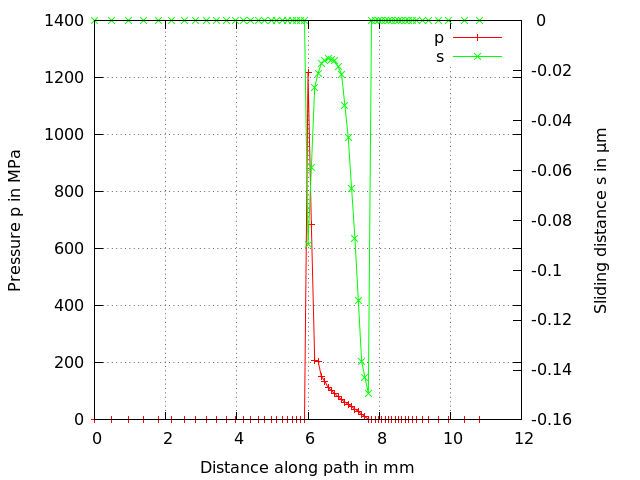 1400
1200
1000
800
600
400
200
0
Pressure p in MPa
0
-0.02
-0.04
-0.06
-0.08
-0.1
-0.12
-0.14
-0.16
Sliding distance s in µm
p
s
0 2 4 6 8 10 12
Distance along path in mm